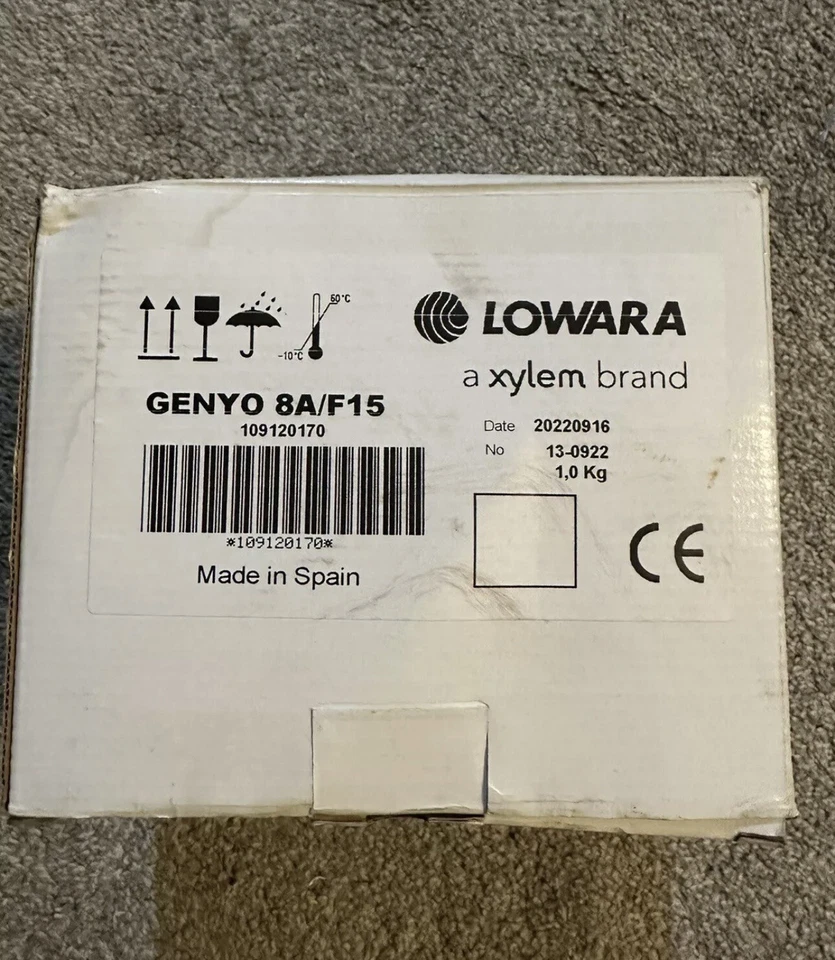 60°C
-10°C
LOWARA
a xylem brand
GENYO 8A/F15
109120170
Date 20220916
No 13-0922
1,0 Kg
*109120170*
Made in Spain
CE